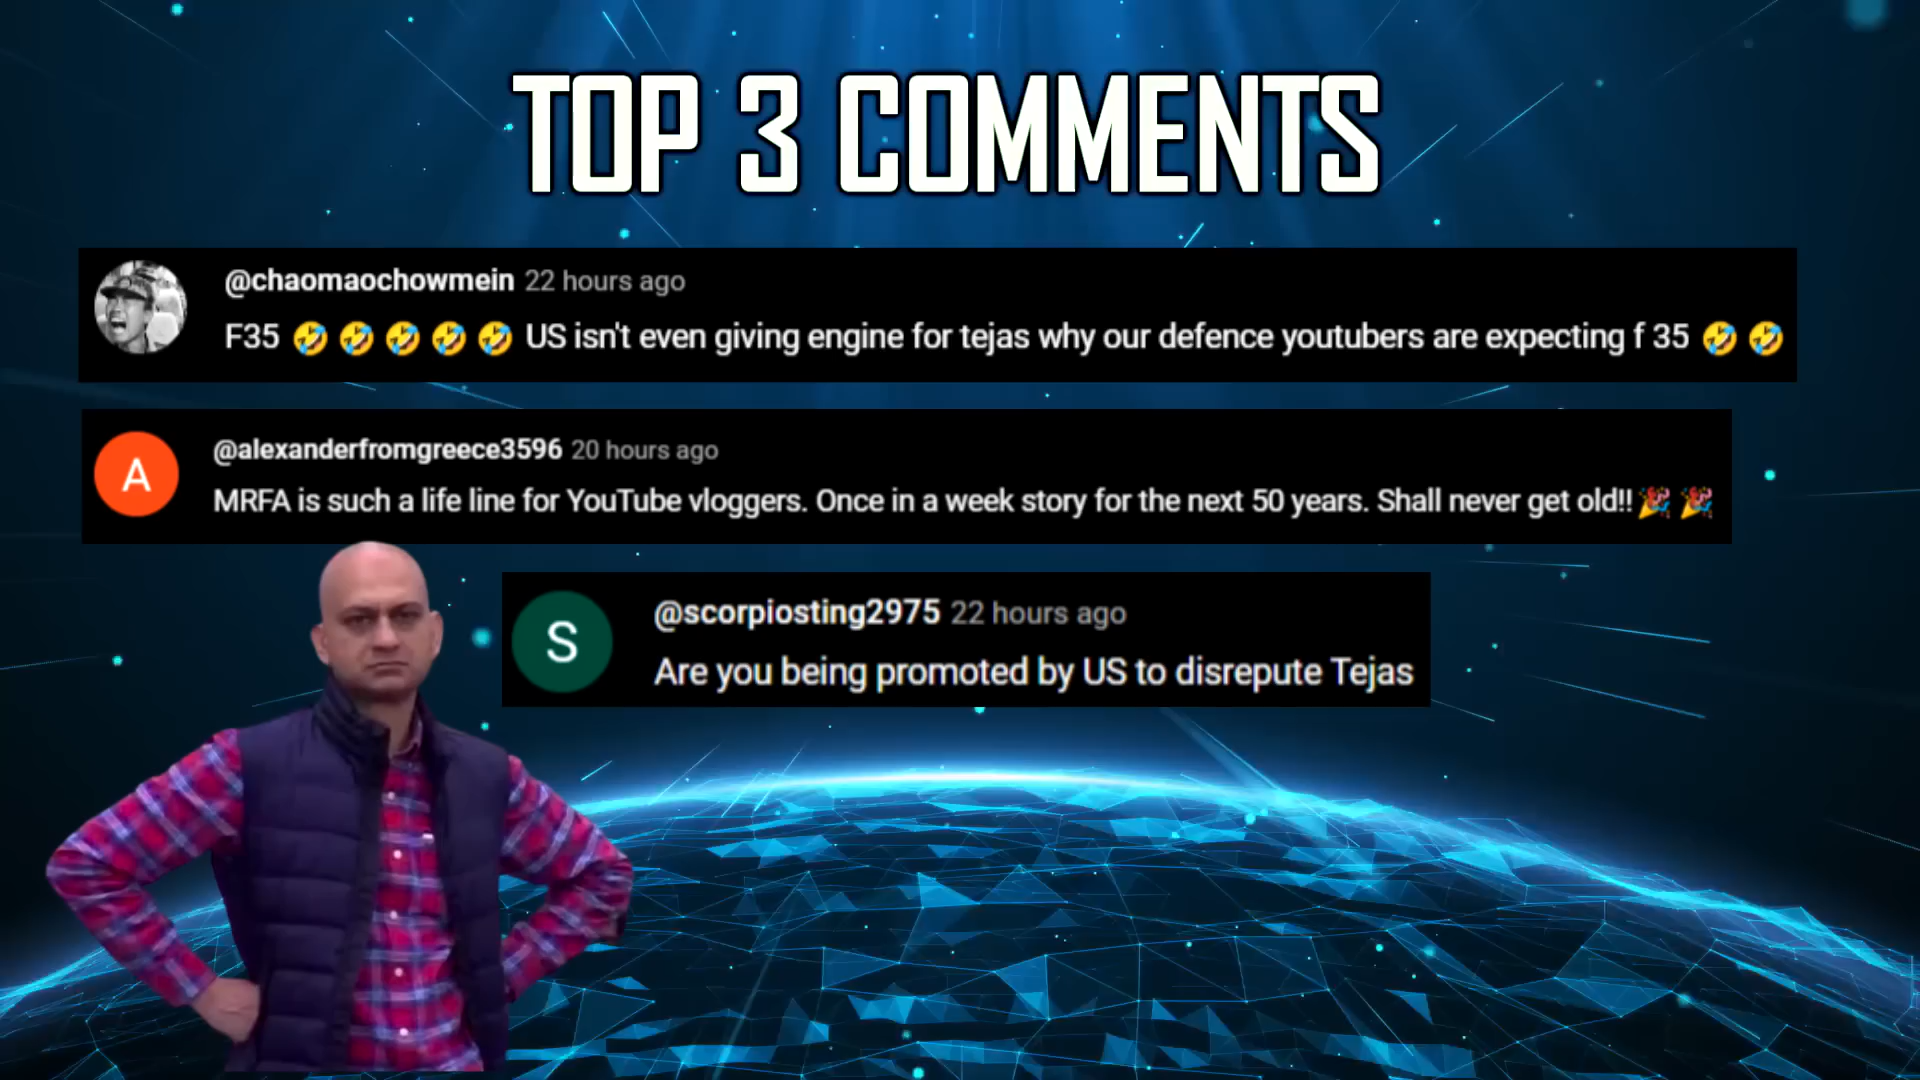 TOP 3 COMMENTS
@chaomaochowmein 22 hours ago
F35 🤣🤣🤣🤣🤣 US isn't even giving engine for tejas why our defence youtubers are expecting f 35 🤣🤣
A
@alexanderfromgreece3596 20 hours ago
MRFA is such a life line for YouTube vloggers. Once in a week story for the next 50 years. Shall never get old!!🎉🎉
S
@scorpiosting2975 22 hours ago
Are you being promoted by US to disrepute Tejas